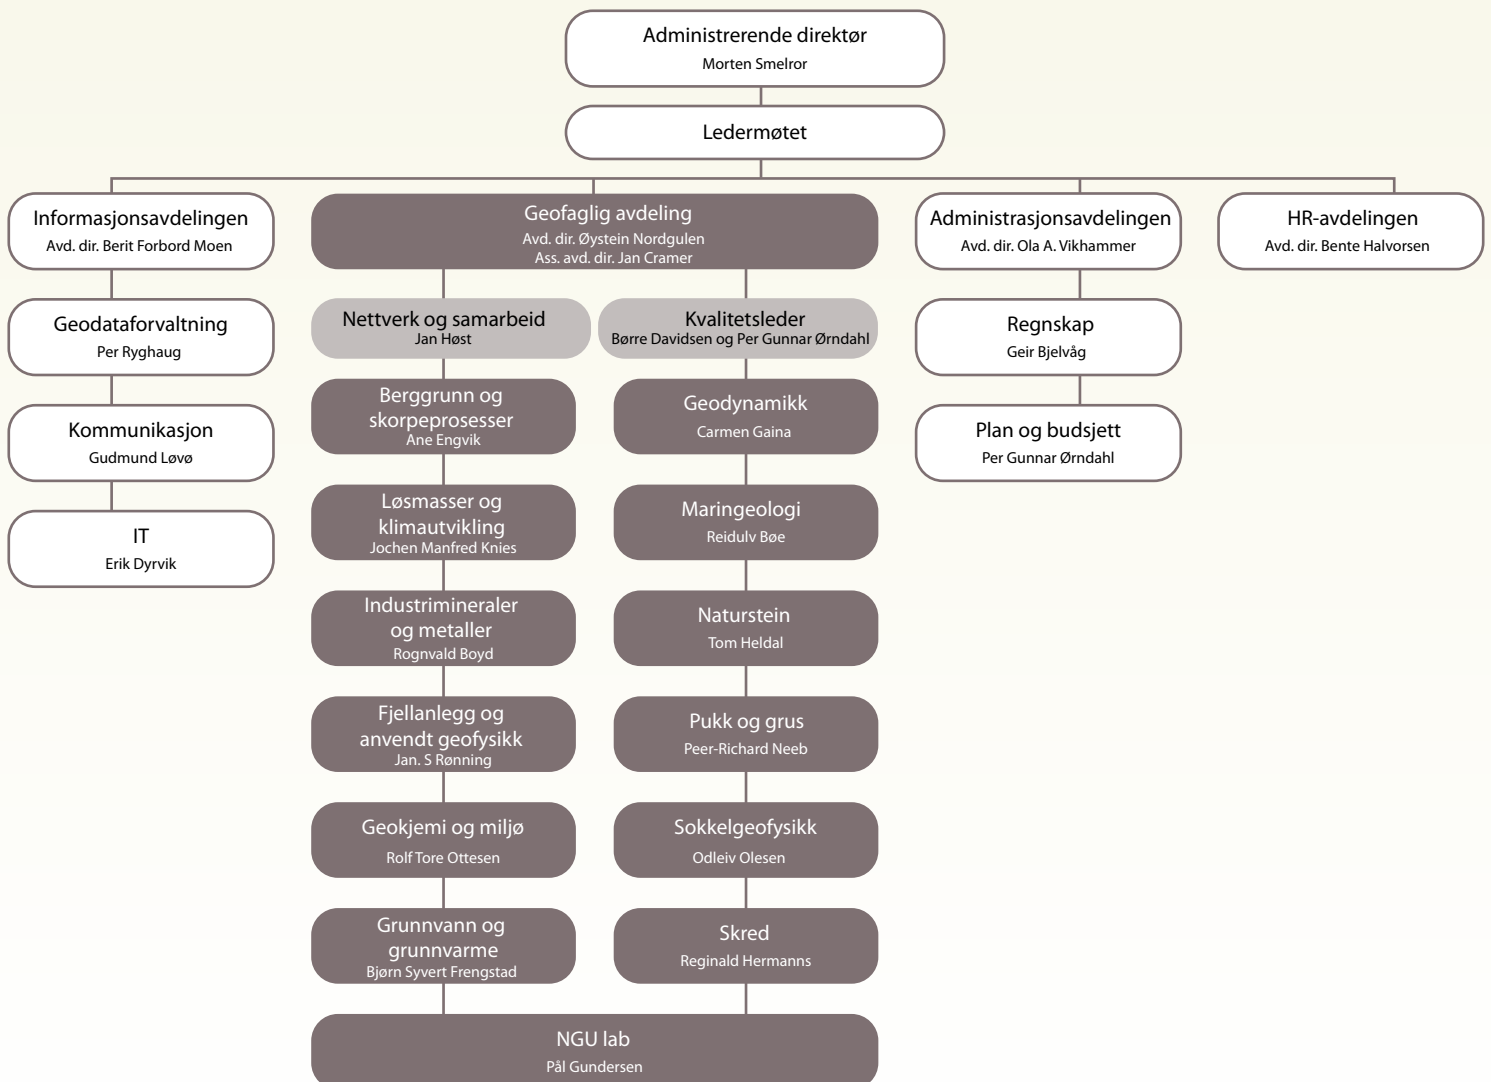 Administrerende direktør
Morten Smelror
Ledermøtet
Informasjonsavdelingen
Avd. dir. Berit Forbord Moen
Geodataforvaltning
Per Ryghaug
Kommunikasjon
Gudmund Løvø
IT
Erik Dyrvik
Geofaglig avdeling
Avd. dir. Øystein Nordgulen
Ass. avd. dir. Jan Cramer
Nettverk og samarbeid
Jan Høst
Berggrunn og
skorpeprosesser
Ane Engvik
Løsmasser og
klimautvikling
Jochen Manfred Knies
Industrimineraler
og metaller
Rognvald Boyd
Fjellanlegg og
anvendt geofysikk
Jan. S Rønning
Geokjemi og miljø
Rolf Tore Ottesen
Grunnvann og
grunnvarme
Bjørn Syvert Frengstad
Kvalitetsleder
Børre Davidsen og Per Gunnar Ørndahl
Geodynamikk
Carmen Gaina
Maringeologi
Reidulv Bøe
Naturstein
Tom Heldal
Pukk og grus
Peer-Richard Neeb
Sokkelgeofysikk
Odleiv Olesen
Skred
Reginald Hermanns
NGU lab
Pål Gundersen
Administrasjonsavdelingen
Avd. dir. Ola A. Vikhammer
Regnskap
Geir Bjelvåg
Plan og budsjett
Per Gunnar Ørndahl
HR-avdelingen
Avd. dir. Bente Halvorsen